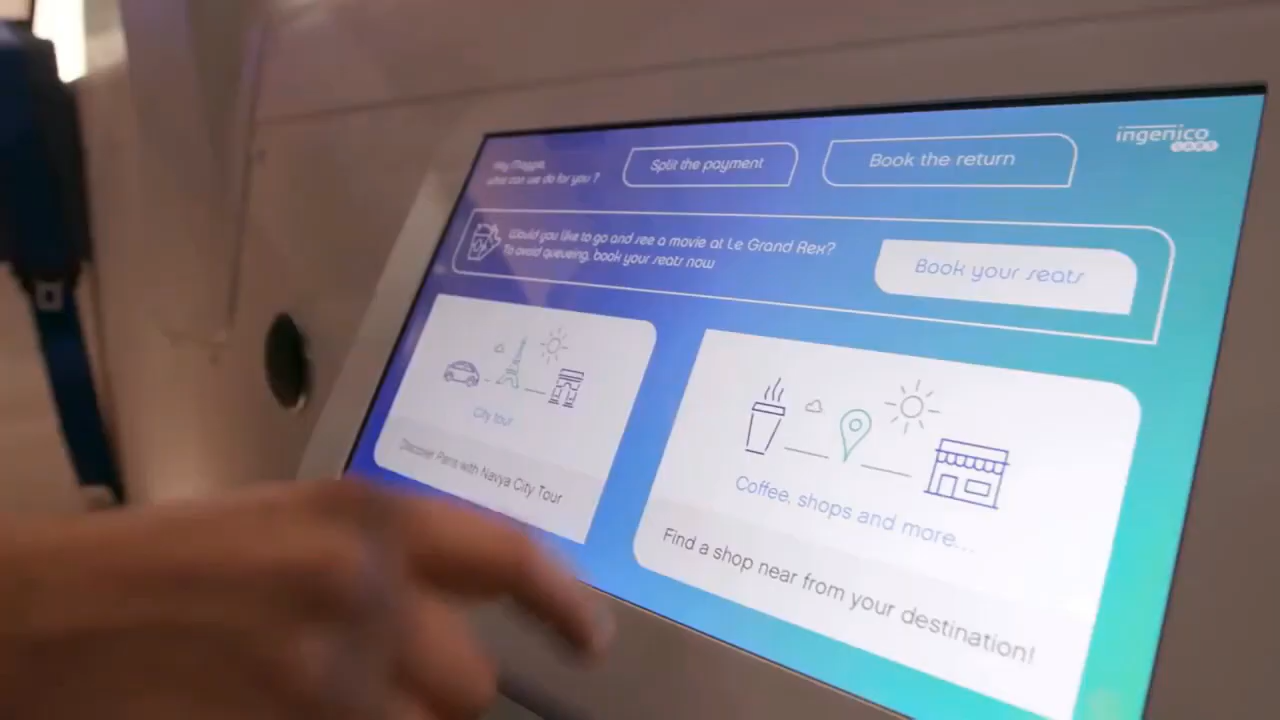 Hey Maggie,
what can we do for you ?
Split the payment
Book the return
ingenico
LABS
Would you like to go and see a movie at Le Grand Rex?
To avoid queueing, book your seats now
Book your seats
City tour
Discover Paris with Navya City Tour
Coffee, shops and more...
Find a shop near from your destination!